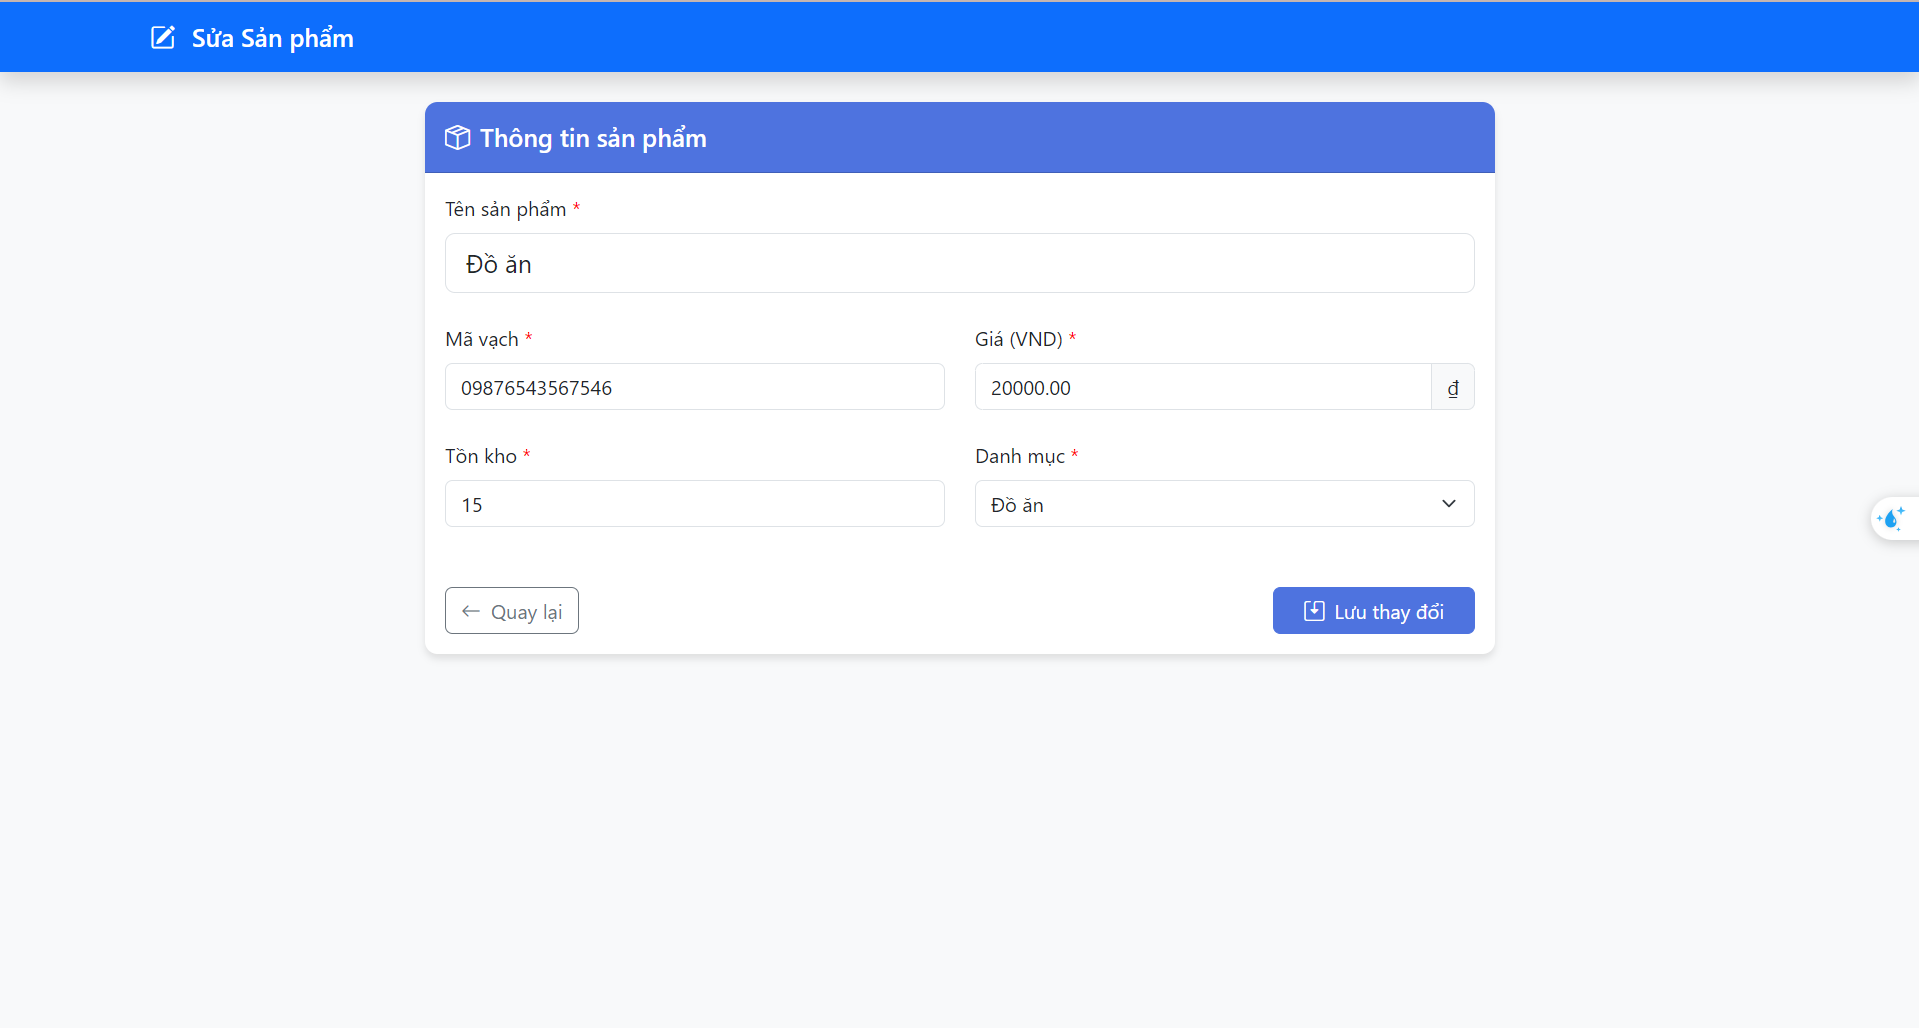 Sửa Sản phẩm
Thông tin sản phẩm
Tên sản phẩm *
Đồ ăn
Mã vạch *
Giá (VND) *
09876543567546
20000.00
₫
Tồn kho *
Danh mục *
15
Đồ ăn
Quay lại
Lưu thay đổi